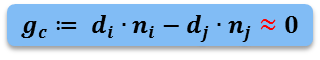 g_c ≔ d_i · n_i − d_j · n_j ≈ 0